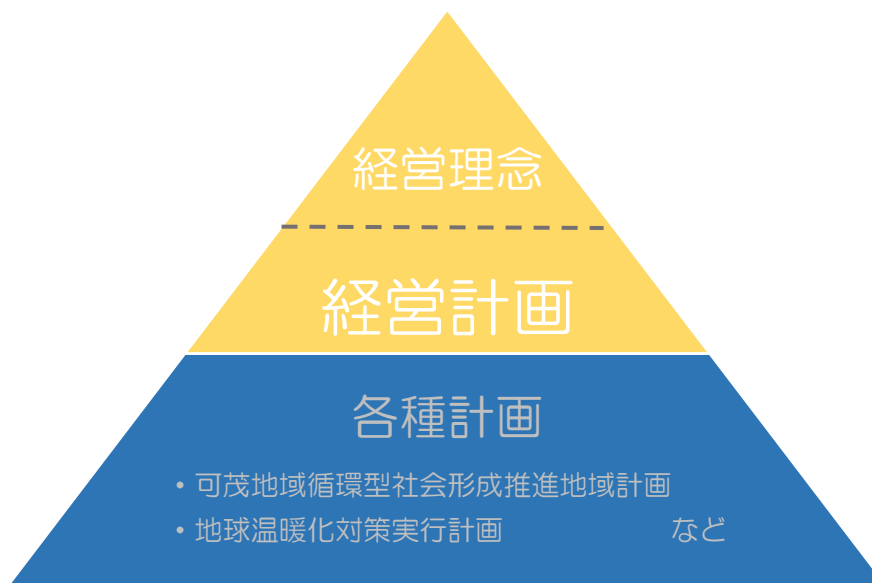 経営理念
経営計画
各種計画
・可茂地域循環型社会形成推進地域計画
・地球温暖化対策実行計画 など